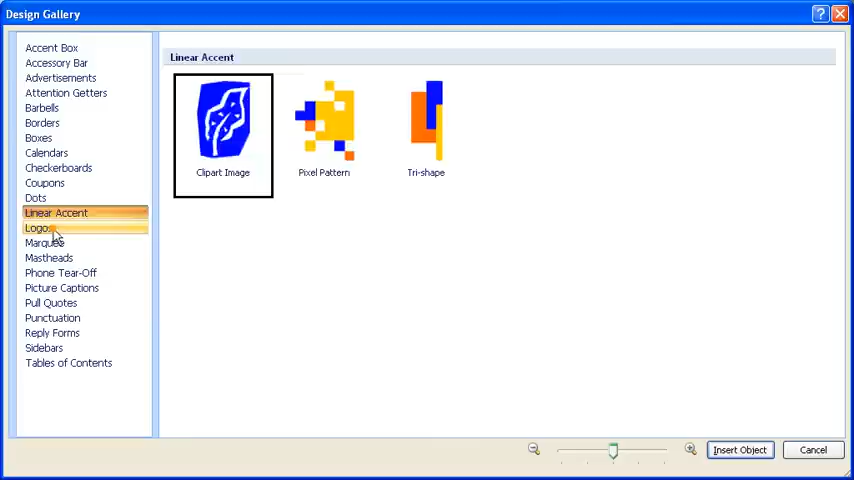 Design Gallery
Accent Box
Accessory Bar
Advertisements
Attention Getters
Barbells
Borders
Boxes
Calendars
Checkerboards
Coupons
Dots
Linear Accent
Logos
Marquee
Mastheads
Phone Tear-Off
Picture Captions
Pull Quotes
Punctuation
Reply Forms
Sidebars
Tables of Contents
Linear Accent
Clipart Image
Pixel Pattern
Tri-shape
Insert Object
Cancel